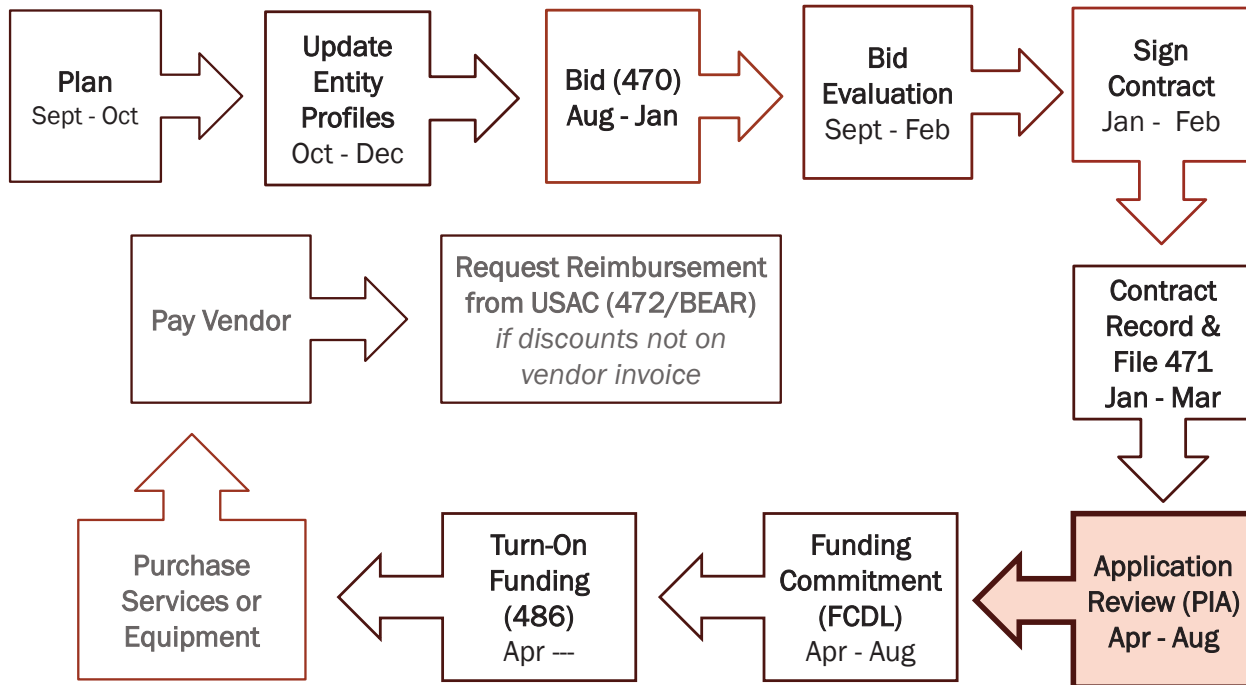 Plan
Sept - Oct
Update
Entity
Profiles
Oct - Dec
Bid (470)
Aug - Jan
Bid
Evaluation
Sept - Feb
Sign
Contract
Jan - Feb
Contract
Record &
File 471
Jan - Mar
Application
Review (PIA)
Apr - Aug
Funding
Commitment
(FCDL)
Apr - Aug
Turn-On
Funding
(486)
Apr ---
Purchase
Services or
Equipment
Pay Vendor
Request Reimbursement
from USAC (472/BEAR)
if discounts not on
vendor invoice